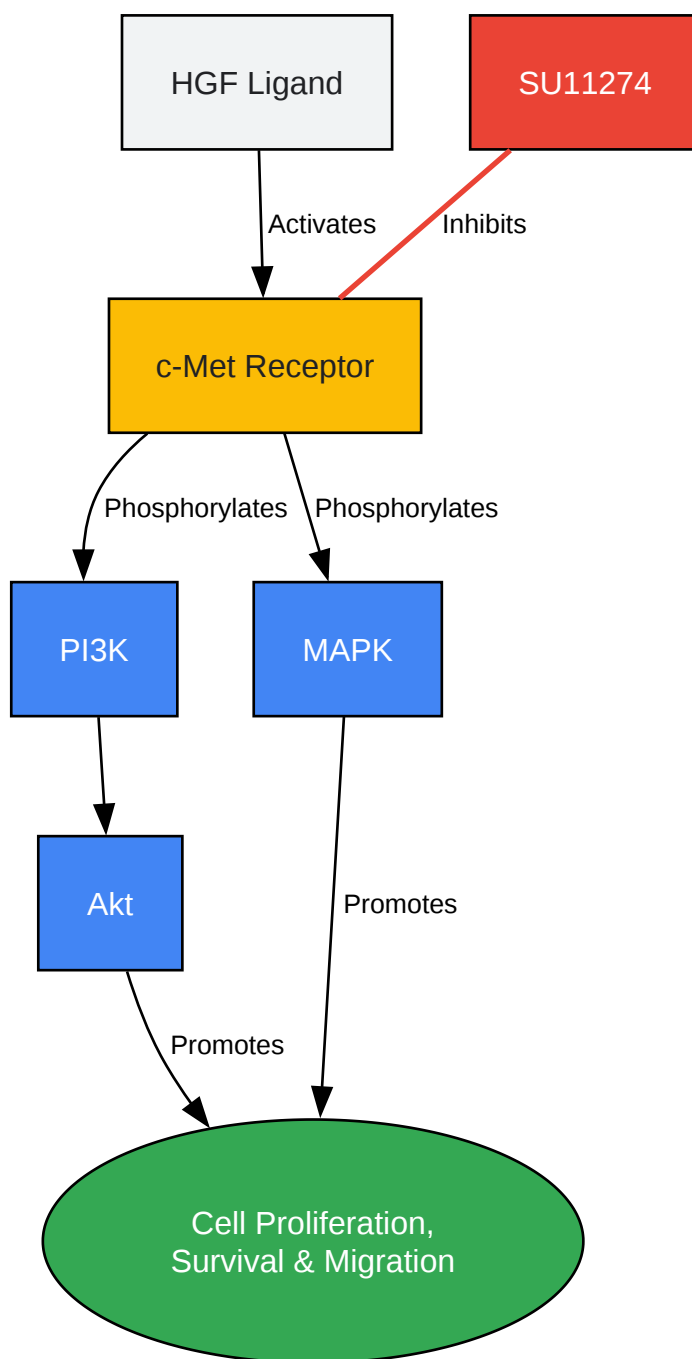 HGF Ligand
SU11274
Activates
Inhibits
c-Met Receptor
Phosphorylates
Phosphorylates
PI3K
MAPK
Akt
Promotes
Promotes
Cell Proliferation,
Survival & Migration